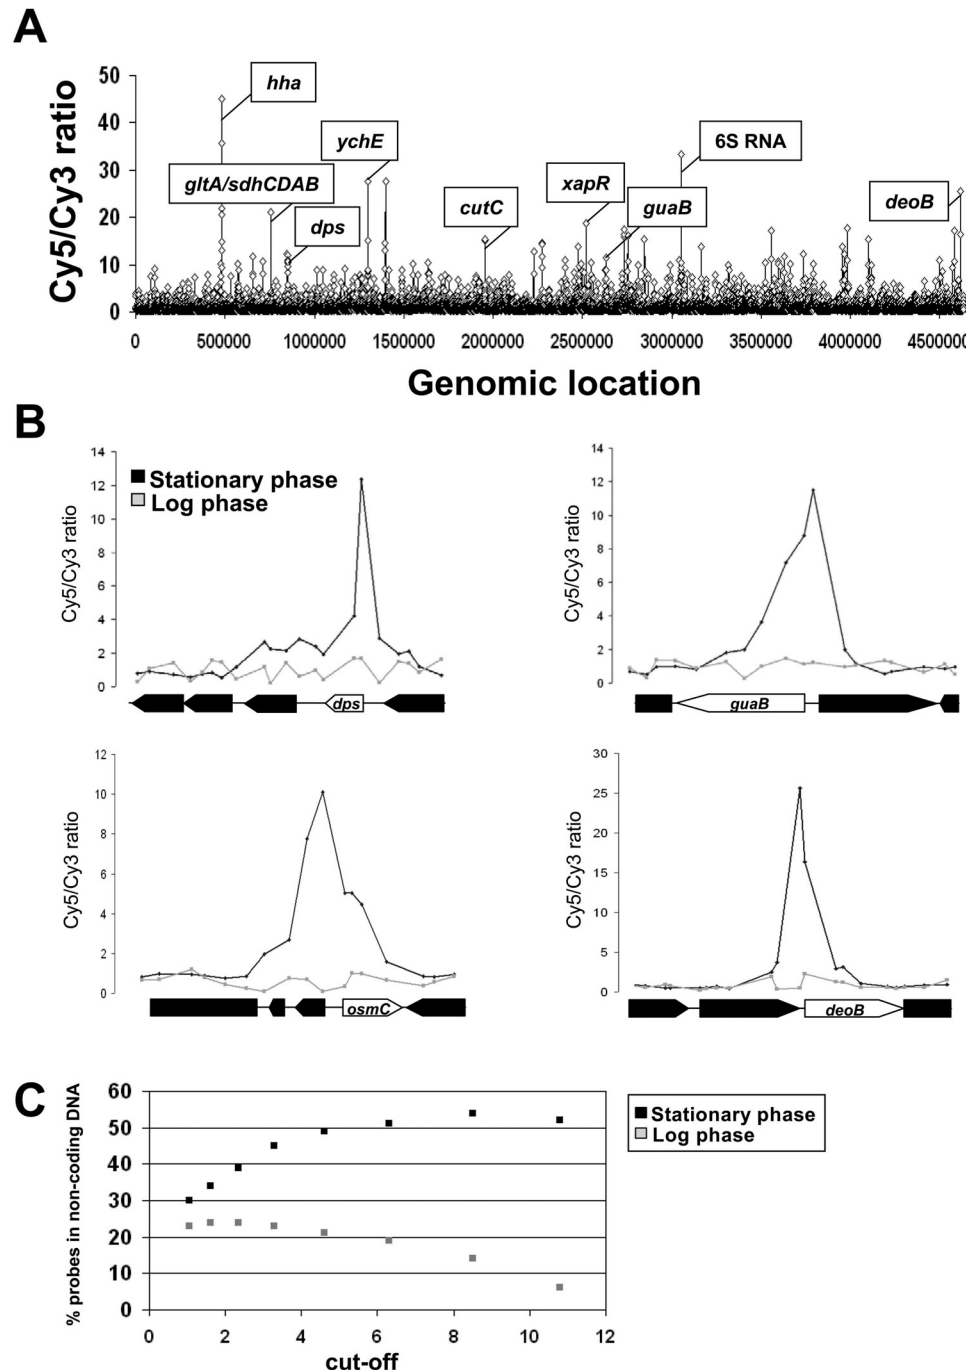 A
Cy5/Cy3 ratio
50
40
30
20
10
0
hha
gltA/sdhCDAB
dps
ychE
cutC
xapR
guaB
6S RNA
deoB
0 500000 1000000 1500000 2000000 2500000 3000000 3500000 4000000 4500000
Genomic location
B
Cy5/Cy3 ratio
14
12
10
8
6
4
2
0
Stationary phase
Log phase
dps
Cy5/Cy3 ratio
14
12
10
8
6
4
2
0
guaB
Cy5/Cy3 ratio
12
10
8
6
4
2
0
osmC
Cy5/Cy3 ratio
30
25
20
15
10
5
0
deoB
C
% probes in non-coding DNA
60
50
40
30
20
10
0
0 2 4 6 8 10 12
cut-off
Stationary phase
Log phase